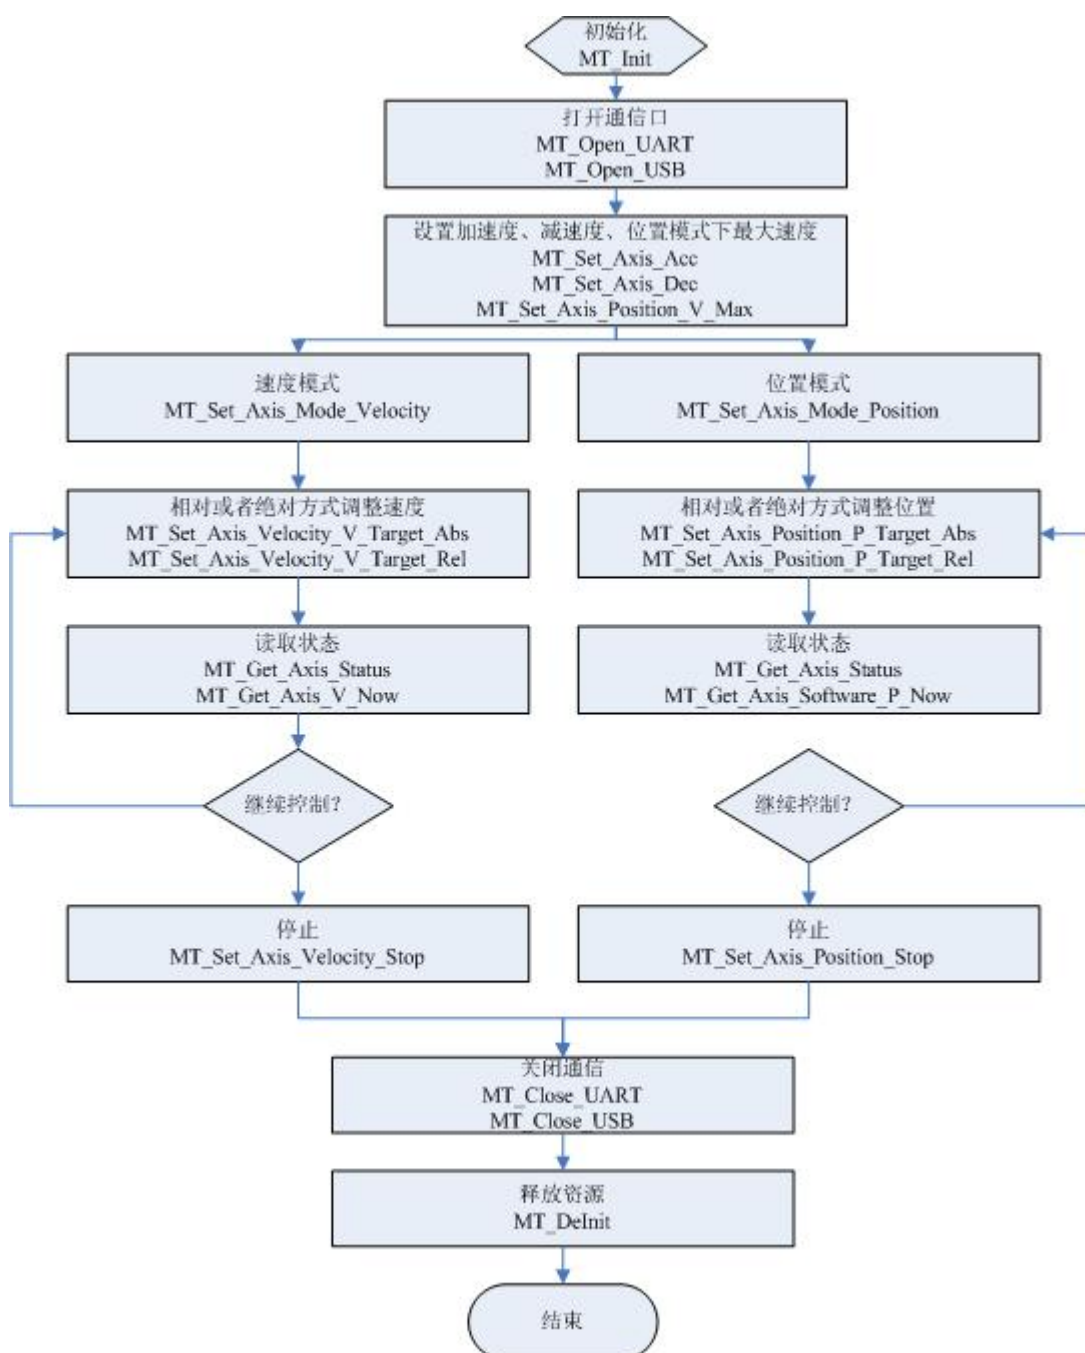 初始化
MT_Init
打开通信口
MT_Open_UART
MT_Open_USB
设置加速度、减速度、位置模式下最大速度
MT_Set_Axis_Acc
MT_Set_Axis_Dec
MT_Set_Axis_Position_V_Max
速度模式
MT_Set_Axis_Mode_Velocity
位置模式
MT_Set_Axis_Mode_Position
相对或者绝对方式调整速度
MT_Set_Axis_Velocity_V_Target_Abs
MT_Set_Axis_Velocity_V_Target_Rel
相对或者绝对方式调整位置
MT_Set_Axis_Position_P_Target_Abs
MT_Set_Axis_Position_P_Target_Rel
读取状态
MT_Get_Axis_Status
MT_Get_Axis_V_Now
读取状态
MT_Get_Axis_Status
MT_Get_Axis_Software_P_Now
继续控制?
继续控制?
停止
MT_Set_Axis_Velocity_Stop
停止
MT_Set_Axis_Position_Stop
关闭通信
MT_Close_UART
MT_Close_USB
释放资源
MT_DeInit
结束